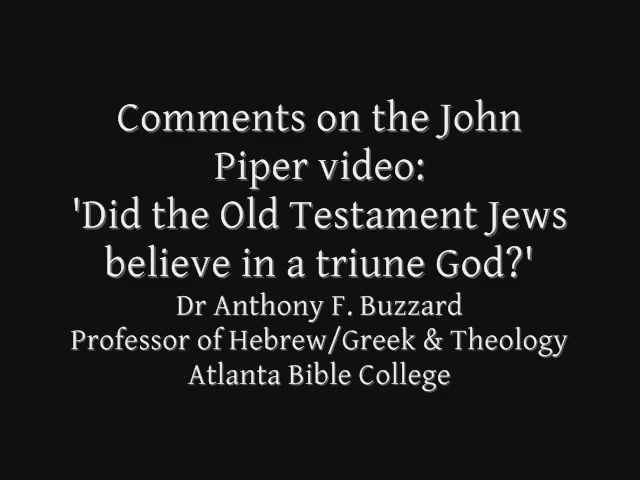 Comments on the John
Piper video:
'Did the Old Testament Jews
believe in a triune God?'
Dr Anthony F. Buzzard
Professor of Hebrew/Greek & Theology
Atlanta Bible College